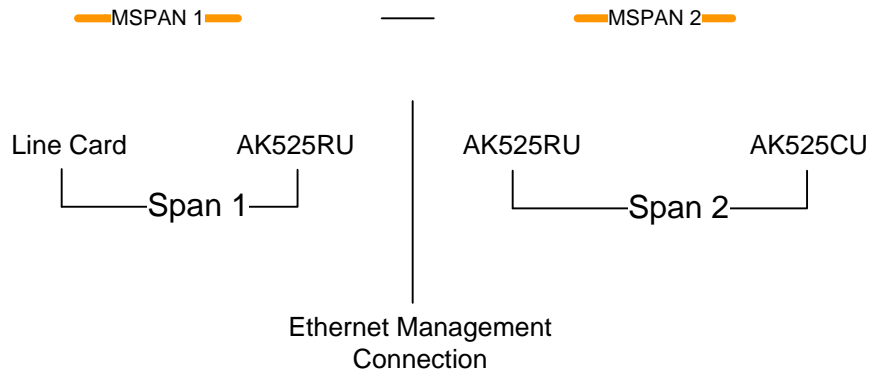 MSPAN 1
MSPAN 2
Line Card
AK525RU
AK525RU
AK525CU
Span 1
Span 2
Ethernet Management
Connection